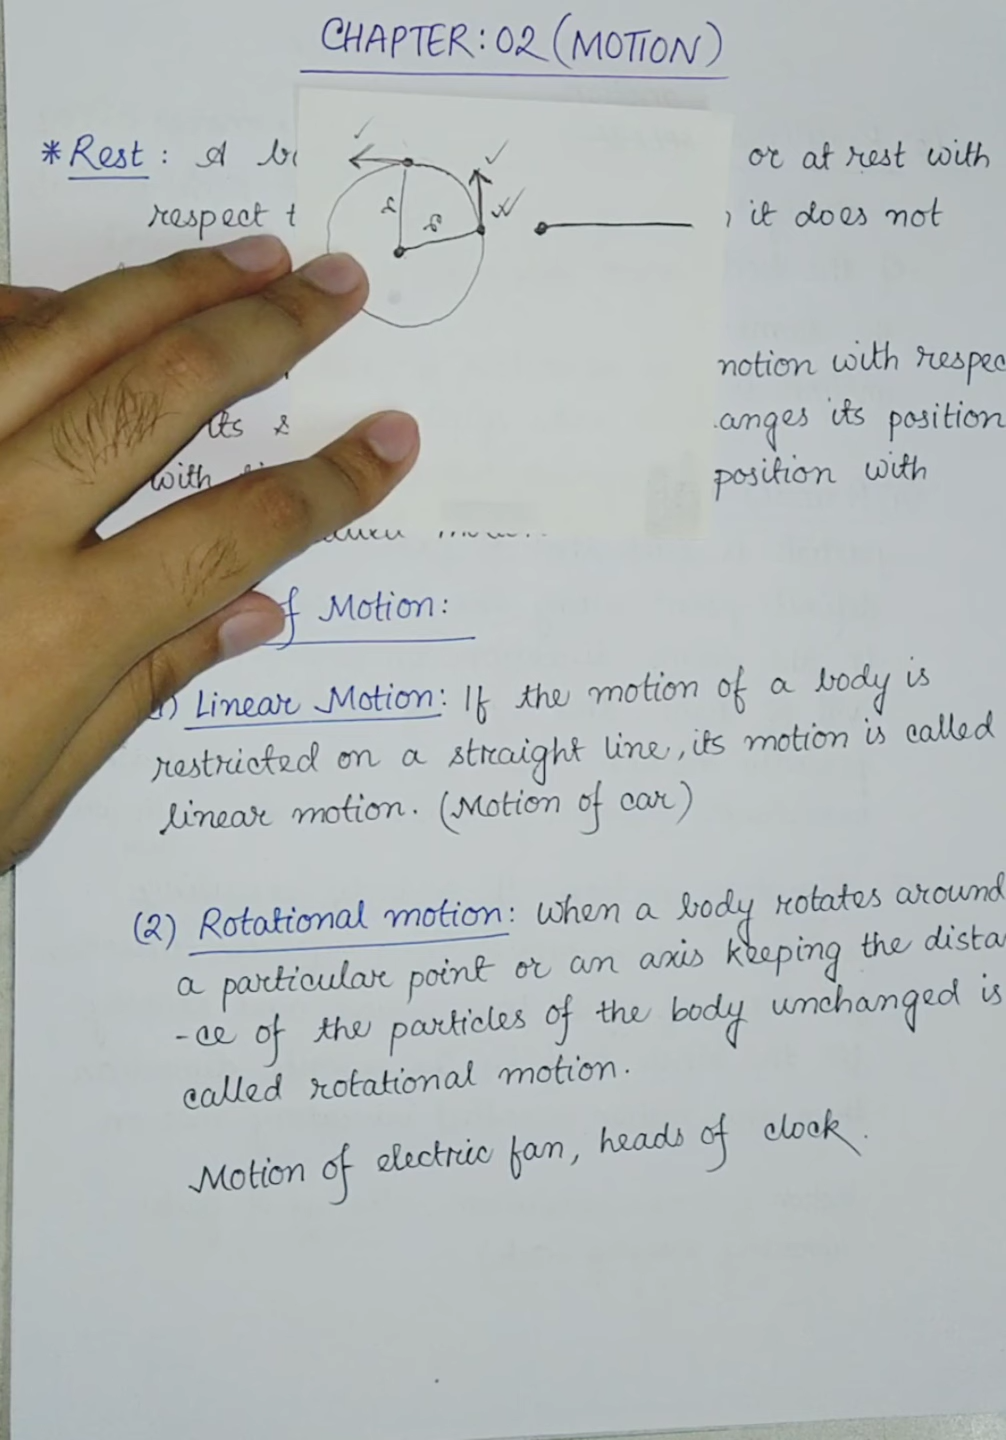 CHAPTER: 02 (MOTION)
* Rest : A or at rest with
respect it does not
motion with respec
its anges its position
with position with
of Motion:
1) Linear Motion: If the motion of a body is
restricted on a straight line, its motion is called
linear motion. (Motion of car)
(2) Rotational motion: When a body rotates around
a particular point or an axis keeping the dista
-ce of the particles of the body unchanged is
called rotational motion.
Motion of electric fan, heads of clock.